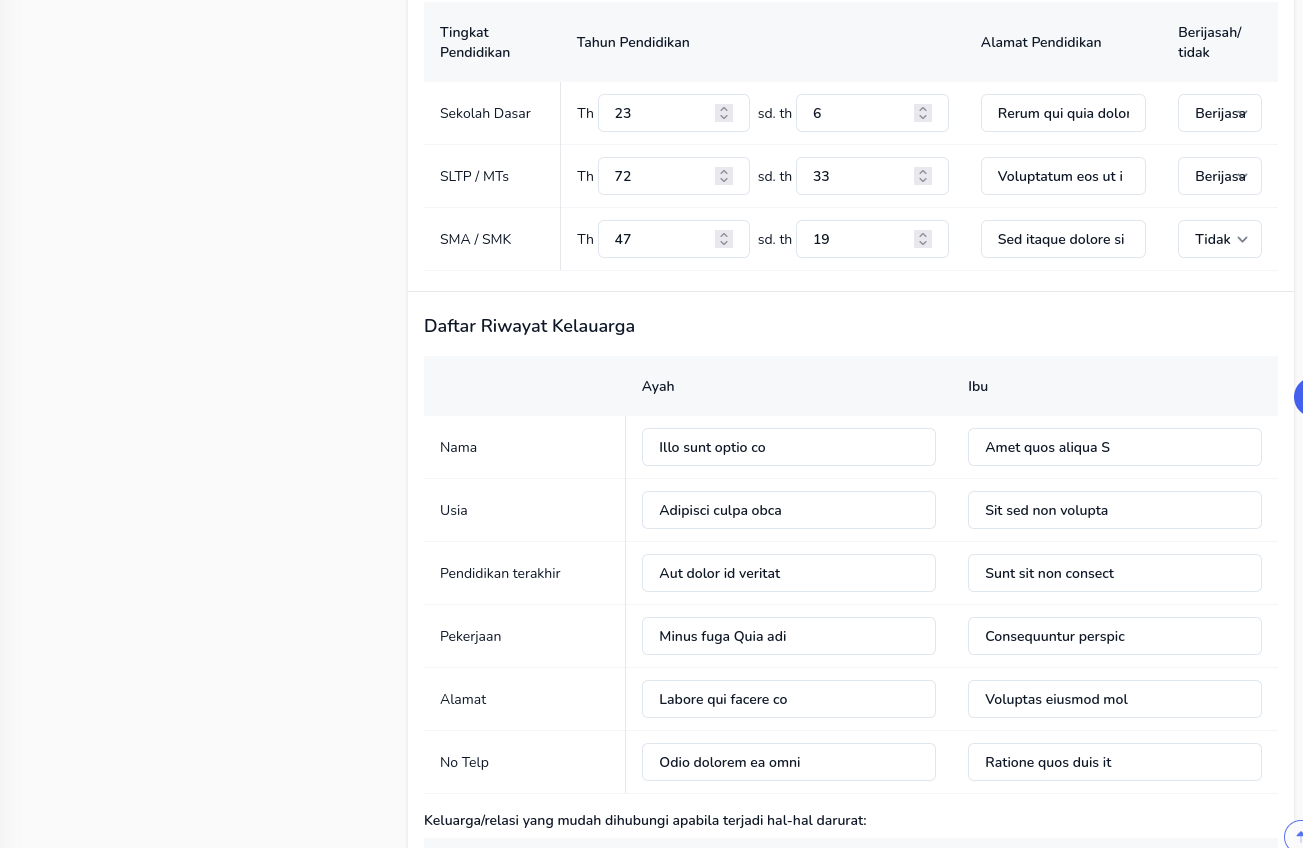 Tingkat Pendidikan Tahun Pendidikan Alamat Pendidikan Berijasah/ tidak
Sekolah Dasar Th 23 sd. th 6 Rerum qui quia dolor Berijasa
SLTP / MTs Th 72 sd. th 33 Voluptatum eos ut i Berijasa
SMA / SMK Th 47 sd. th 19 Sed itaque dolore si Tidak
Daftar Riwayat Kelauarga
Ayah Ibu
Nama Illo sunt optio co Amet quos aliqua S
Usia Adipisci culpa obca Sit sed non volupta
Pendidikan terakhir Aut dolor id veritat Sunt sit non consect
Pekerjaan Minus fuga Quia adi Consequuntur perspic
Alamat Labore qui facere co Voluptas eiusmod mol
No Telp Odio dolorem ea omni Ratione quos duis it
Keluarga/relasi yang mudah dihubungi apabila terjadi hal-hal darurat: